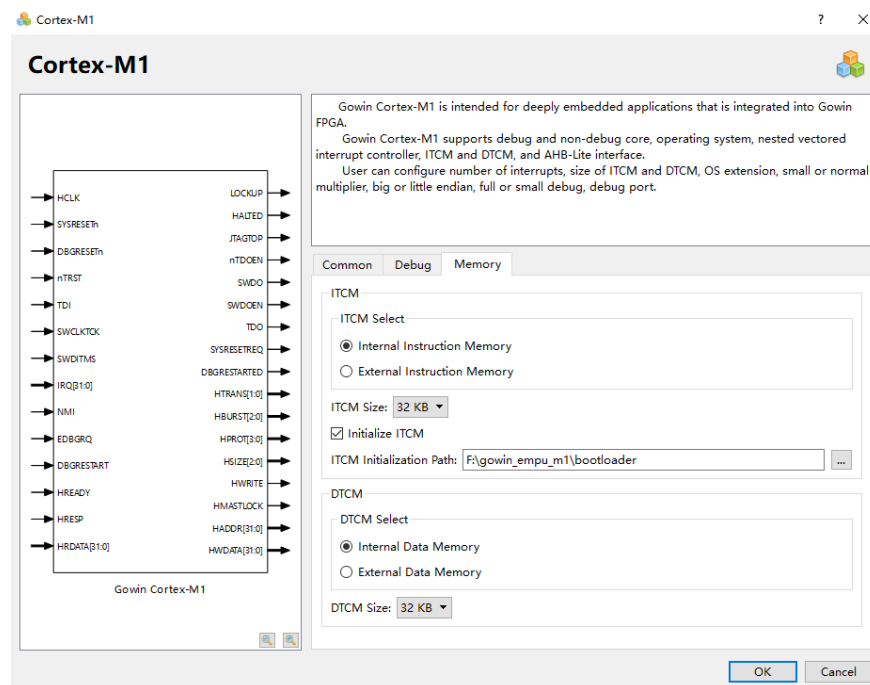 Cortex-M1
?
Cortex-M1
HCLK
SYSRESETn
DBGRESETn
nTRST
TDI
SWCLKTCK
SWDITMS
IRQ[31:0]
NMI
EDBGRQ
DBGRESTART
HREADY
HRESP
HRDATA[31:0]
LOCKUP
HALTED
JTAGTOP
nTDOEN
SWDO
SWDOEN
TDO
SYSRESETREQ
DBGRESTARTED
HTRANS[1:0]
HBURST[2:0]
HPROT[3:0]
HSIZE[2:0]
HWRITE
HMASTLOCK
HADDR[31:0]
HWDATA[31:0]
Gowin Cortex-M1
Gowin Cortex-M1 is intended for deeply embedded applications that is integrated into Gowin
FPGA.
Gowin Cortex-M1 supports debug and non-debug core, operating system, nested vectored
interrupt controller, ITCM and DTCM, and AHB-Lite interface.
User can configure number of interrupts, size of ITCM and DTCM, OS extension, small or normal
multiplier, big or little endian, full or small debug, debug port.
Common Debug Memory
ITCM
ITCM Select
Internal Instruction Memory
External Instruction Memory
ITCM Size: 32 KB
Initialize ITCM
ITCM Initialization Path: F:\gowin_empu_m1\bootloader ...
DTCM
DTCM Select
Internal Data Memory
External Data Memory
DTCM Size: 32 KB
OK Cancel